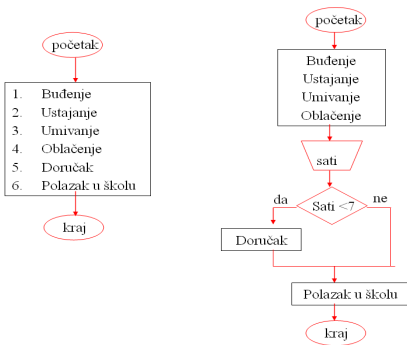 početak
1. Buđenje
2. Ustajanje
3. Umivanje
4. Oblačenje
5. Doručak
6. Polazak u školu
kraj
početak
Buđenje
Ustajanje
Umivanje
Oblačenje
sati
da
Sati <7
ne
Doručak
Polazak u školu
kraj